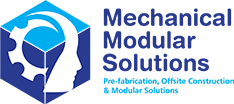 Mechanical
Modular
Solutions
Pre-fabrication, Offsite Construction
& Modular Solutions